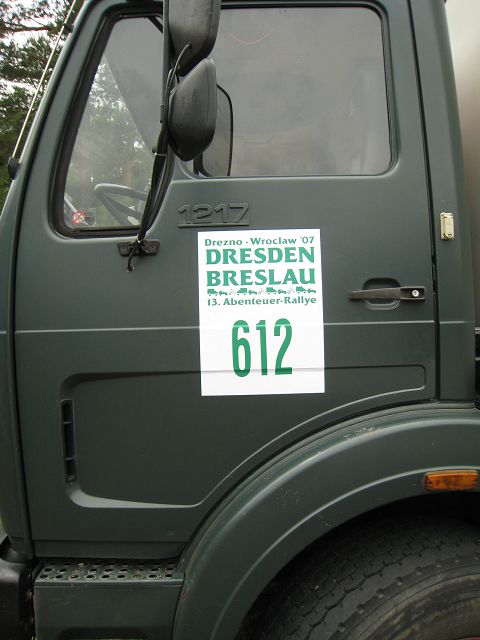 1217
Drezno - Wroclaw '07
DRESDEN
BRESLAU
13. Abenteuer-Rallye
612